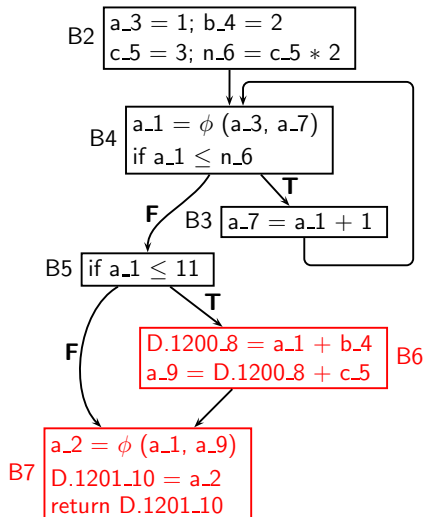 B2
a_3 = 1; b_4 = 2
c_5 = 3; n_6 = c_5 * 2
B4
a_1 = ϕ (a_3, a_7)
if a_1 ≤ n_6
F
T
B3
a_7 = a_1 + 1
B5
if a_1 ≤ 11
F
T
D.1200_8 = a_1 + b_4
a_9 = D.1200_8 + c_5
B6
B7
a_2 = ϕ (a_1, a_9)
D.1201_10 = a_2
return D.1201_10